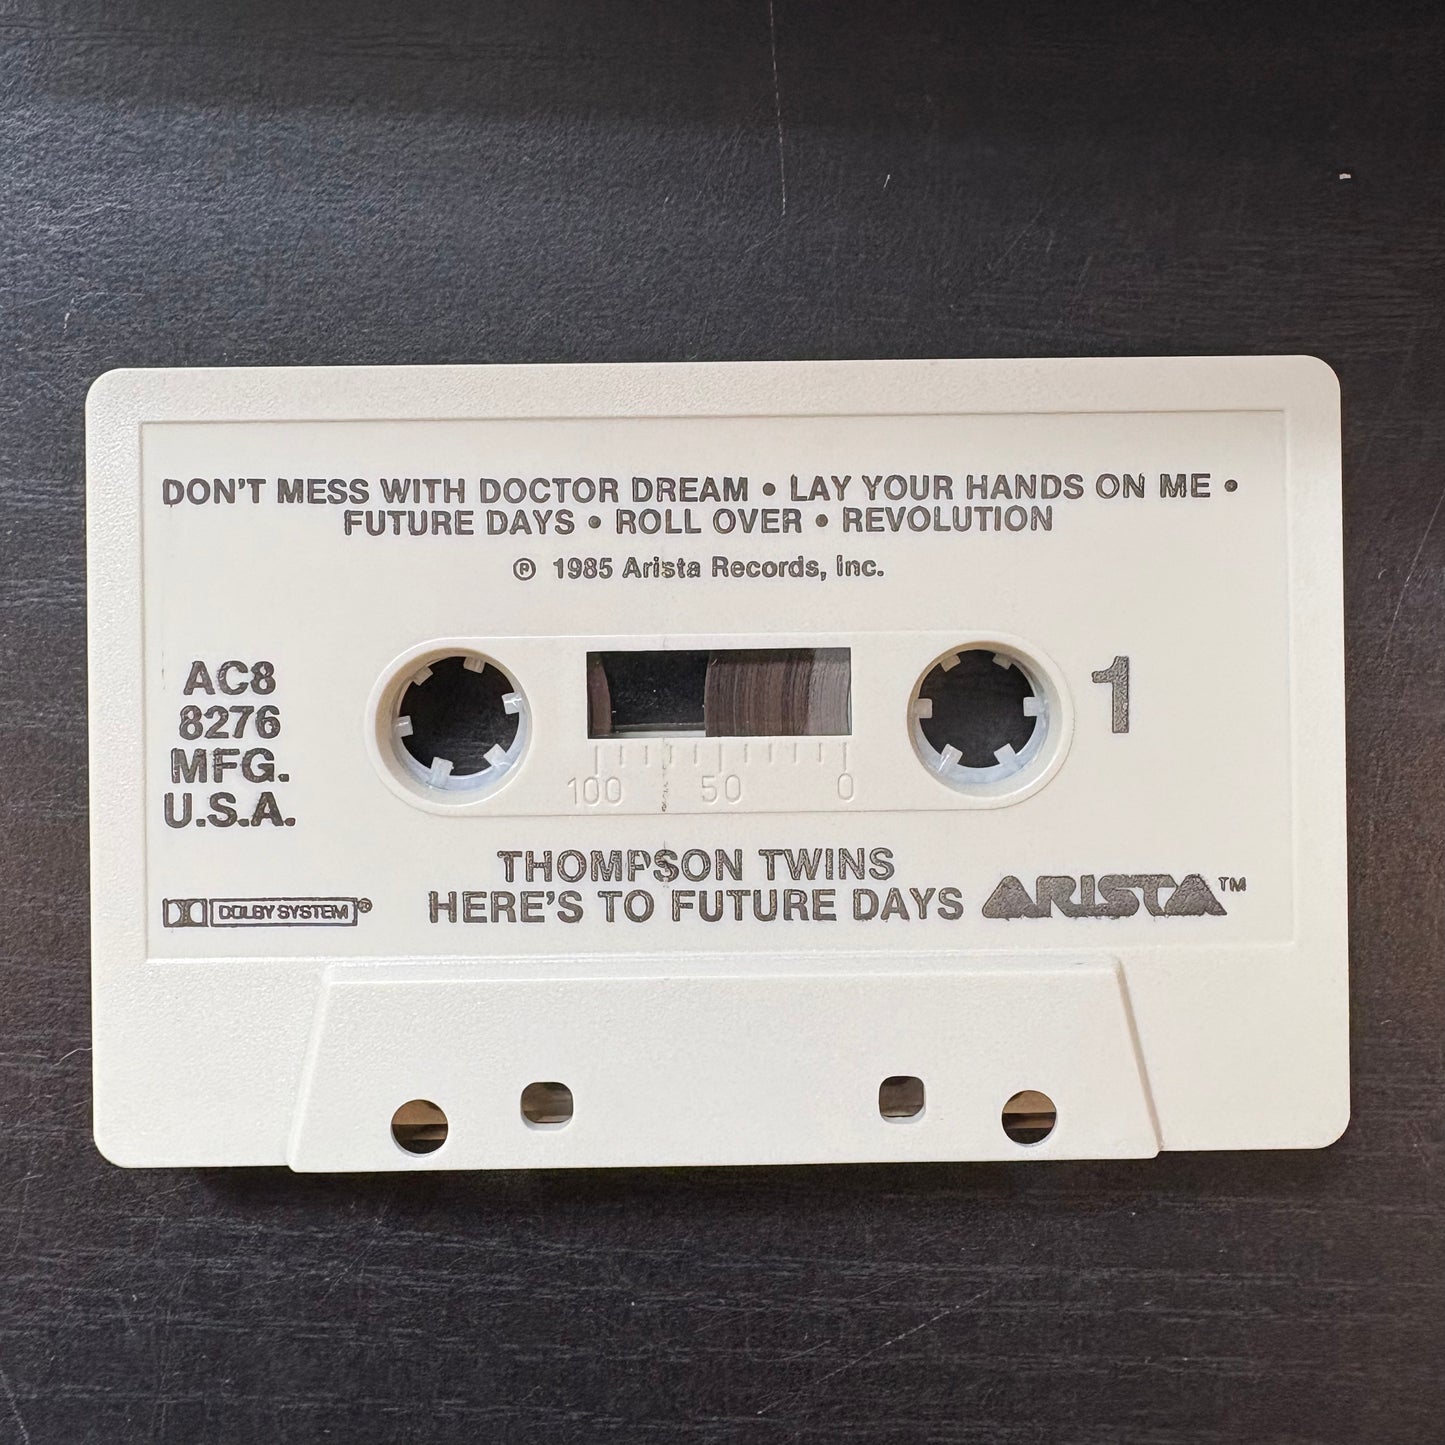 DON'T MESS WITH DOCTOR DREAM • LAY YOUR HANDS ON ME •
FUTURE DAYS • ROLL OVER • REVOLUTION
℗ 1985 Arista Records, Inc.
AC8
8276
MFG.
U.S.A.
1
100 50 0
THOMPSON TWINS
HERE'S TO FUTURE DAYS
ARISTA™
DOLBY SYSTEM®